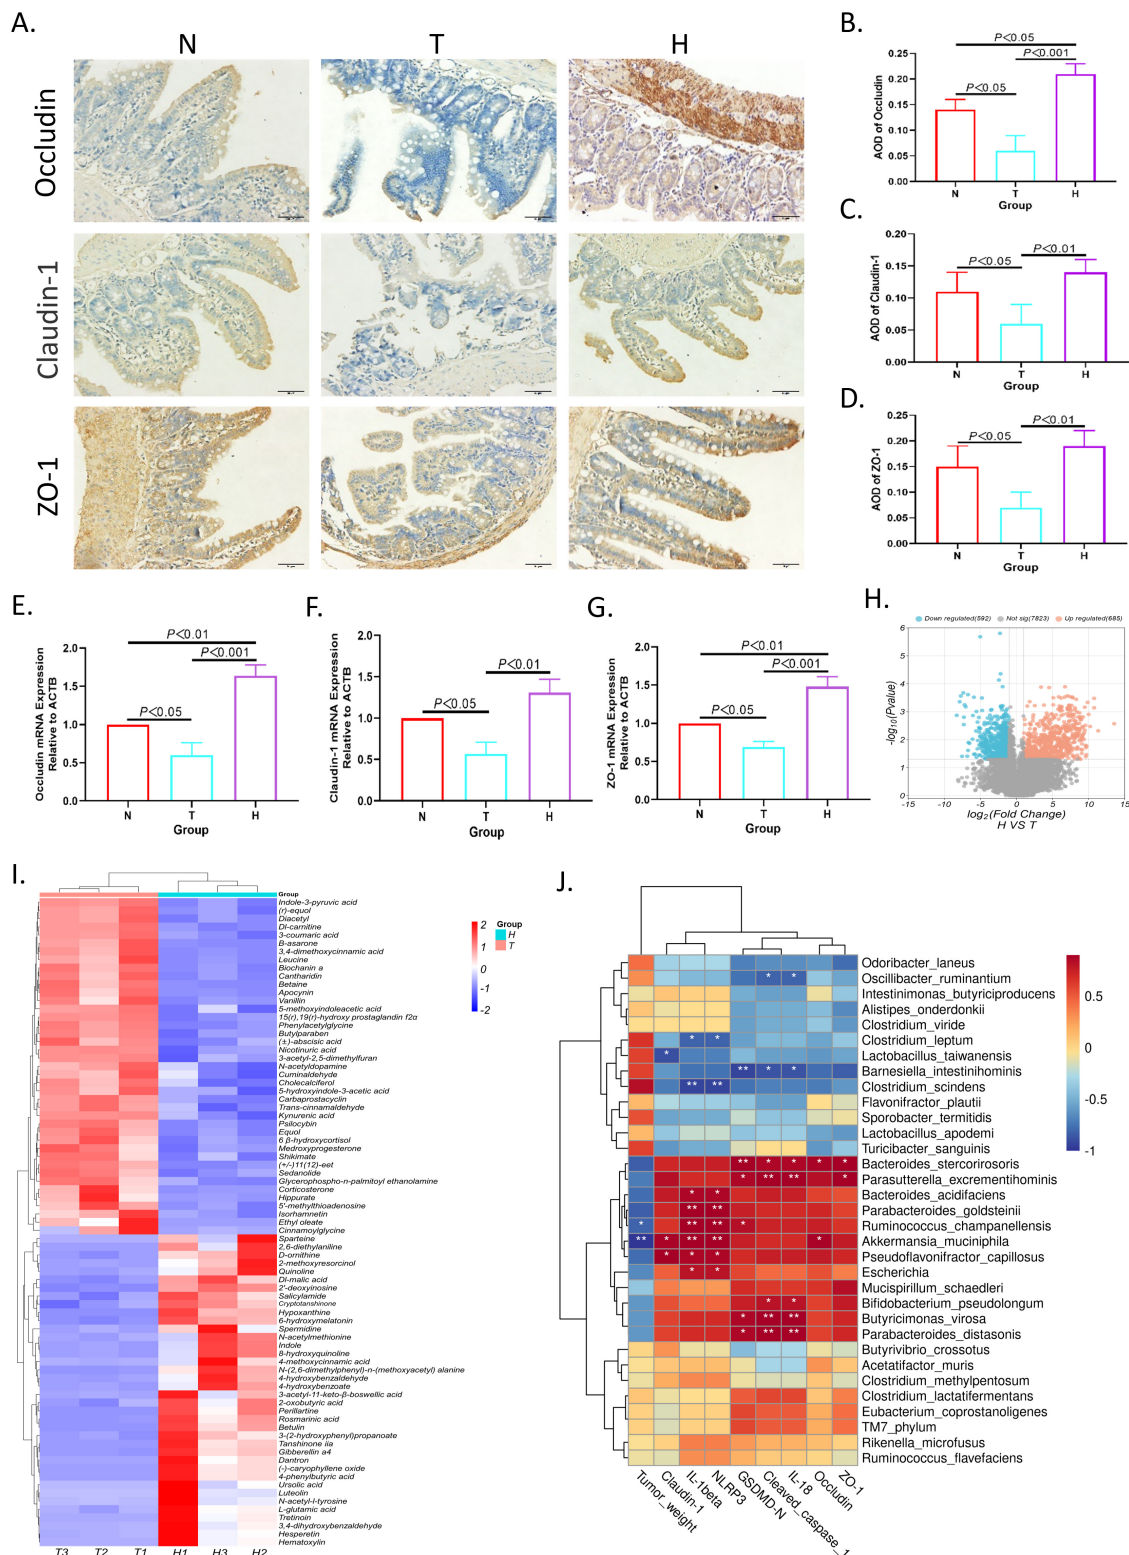 A.
N
T
H
Occludin
Claudin-1
ZO-1
B.
P<0.05
P<0.001
P<0.05
AOD of Occludin
0.25
0.20
0.15
0.10
0.05
0.00
N
T
H
Group
C.
P<0.01
P<0.05
AOD of Claudin-1
0.20
0.15
0.10
0.05
0.00
N
T
H
Group
D.
P<0.01
P<0.05
AOD of ZO-1
0.25
0.20
0.15
0.10
0.05
0.00
N
T
H
Group
E.
P<0.01
P<0.001
P<0.05
Occludin mRNA Expression
Relative to ACTB
2.0
1.5
1.0
0.5
0.0
N
T
H
Group
F.
P<0.01
P<0.05
Claudin-1 mRNA Expression
Relative to ACTB
2.0
1.5
1.0
0.5
0.0
N
T
H
Group
G.
P<0.01
P<0.001
P<0.05
ZO-1 mRNA Expression
Relative to ACTB
2.0
1.5
1.0
0.5
0.0
N
T
H
Group
H.
Down regulated(592)
Not sig(7823)
Up regulated(685)
-log10(Pvalue)
6
5
4
3
2
1
0
-15
-10
-5
0
5
10
15
log2(Fold Change)
H VS T
I.
Group
Indole-3-pyruvic acid
(r)-equol
Diacetyl
Dl-carnitine
3-coumaric acid
B-asarone
3,4-dimethoxycinnamic acid
Leucine
Biochanin a
Cantharidin
Betaine
Apocynin
Vanillin
5-methoxyindoleacetic acid
15(r),19(r)-hydroxy prostaglandin f2α
Phenylacetylglycine
Butylparaben
(±)-abscisic acid
Nicotinuric acid
3-acetyl-2,5-dimethylfuran
N-acetyldopamine
Cuminaldehyde
Cholecalciferol
5-hydroxyindole-3-acetic acid
Carbaprostacyclin
Trans-cinnamaldehyde
Kynurenic acid
Psilocybin
Equol
6 β-hydroxycortisol
Medroxyprogesterone
Shikimate
(+/-)11(12)-eet
Sedanolide
Glycerophospho-n-palmitoyl ethanolamine
Corticosterone
Hippurate
5'-methylthioadenosine
Isorhamnetin
Ethyl oleate
Cinnamoylglycine
Sparteine
2,6-diethylaniline
D-ornithine
2-methoxyresorcinol
Quinoline
Dl-malic acid
2'-deoxyinosine
Salicylamide
Cryptotanshinone
Hypoxanthine
6-hydroxymelatonin
Spermidine
N-acetylmethionine
Indole
8-hydroxyquinoline
4-methoxycinnamic acid
N-(2,6-dimethylphenyl)-n-(methoxyacetyl) alanine
4-hydroxybenzaldehyde
4-hydroxybenzoate
3-acetyl-11-keto-β-boswellic acid
2-oxobutyric acid
Perillartine
Rosmarinic acid
Betulin
3-(2-hydroxyphenyl)propanoate
Tanshinone iia
Gibberellin a4
Dantron
(-)-caryophyllene oxide
4-phenylbutyric acid
Ursolic acid
Luteolin
N-acetyl-l-tyrosine
L-glutamic acid
Tretinoin
3,4-dihydroxybenzaldehyde
Hesperetin
Hematoxylin
T3
T2
T1
H1
H3
H2
2
1
0
-1
-2
Group
H
T
J.
Odoribacter_laneus
Oscillibacter_ruminantium
Intestinimonas_butyriciproducens
Alistipes_onderdonkii
Clostridium_viride
Clostridium_leptum
Lactobacillus_taiwanensis
Barnesiella_intestinihominis
Clostridium_scindens
Flavonifractor_plautii
Sporobacter_termitidis
Lactobacillus_apodemi
Turicibacter_sanguinis
Bacteroides_stercorirosoris
Parasutterella_excrementihominis
Bacteroides_acidifaciens
Parabacteroides_goldsteinii
Ruminococcus_champanellensis
Akkermansia_muciniphila
Pseudoflavonifractor_capillosus
Escherichia
Mucispirillum_schaedleri
Bifidobacterium_pseudolongum
Butyricimonas_virosa
Parabacteroides_distasonis
Butyrivibrio_crossotus
Acetatifactor_muris
Clostridium_methylpentosum
Clostridium_lactatifermentans
Eubacterium_coprostanoligenes
TM7_phylum
Rikenella_microfusus
Ruminococcus_flavefaciens
Tumor_weight
Claudin-1
IL-1beta
NLRP3
GSDMD-N
Cleaved_caspase_1
IL-18
Occludin
ZO-1
0.5
0
-0.5
-1